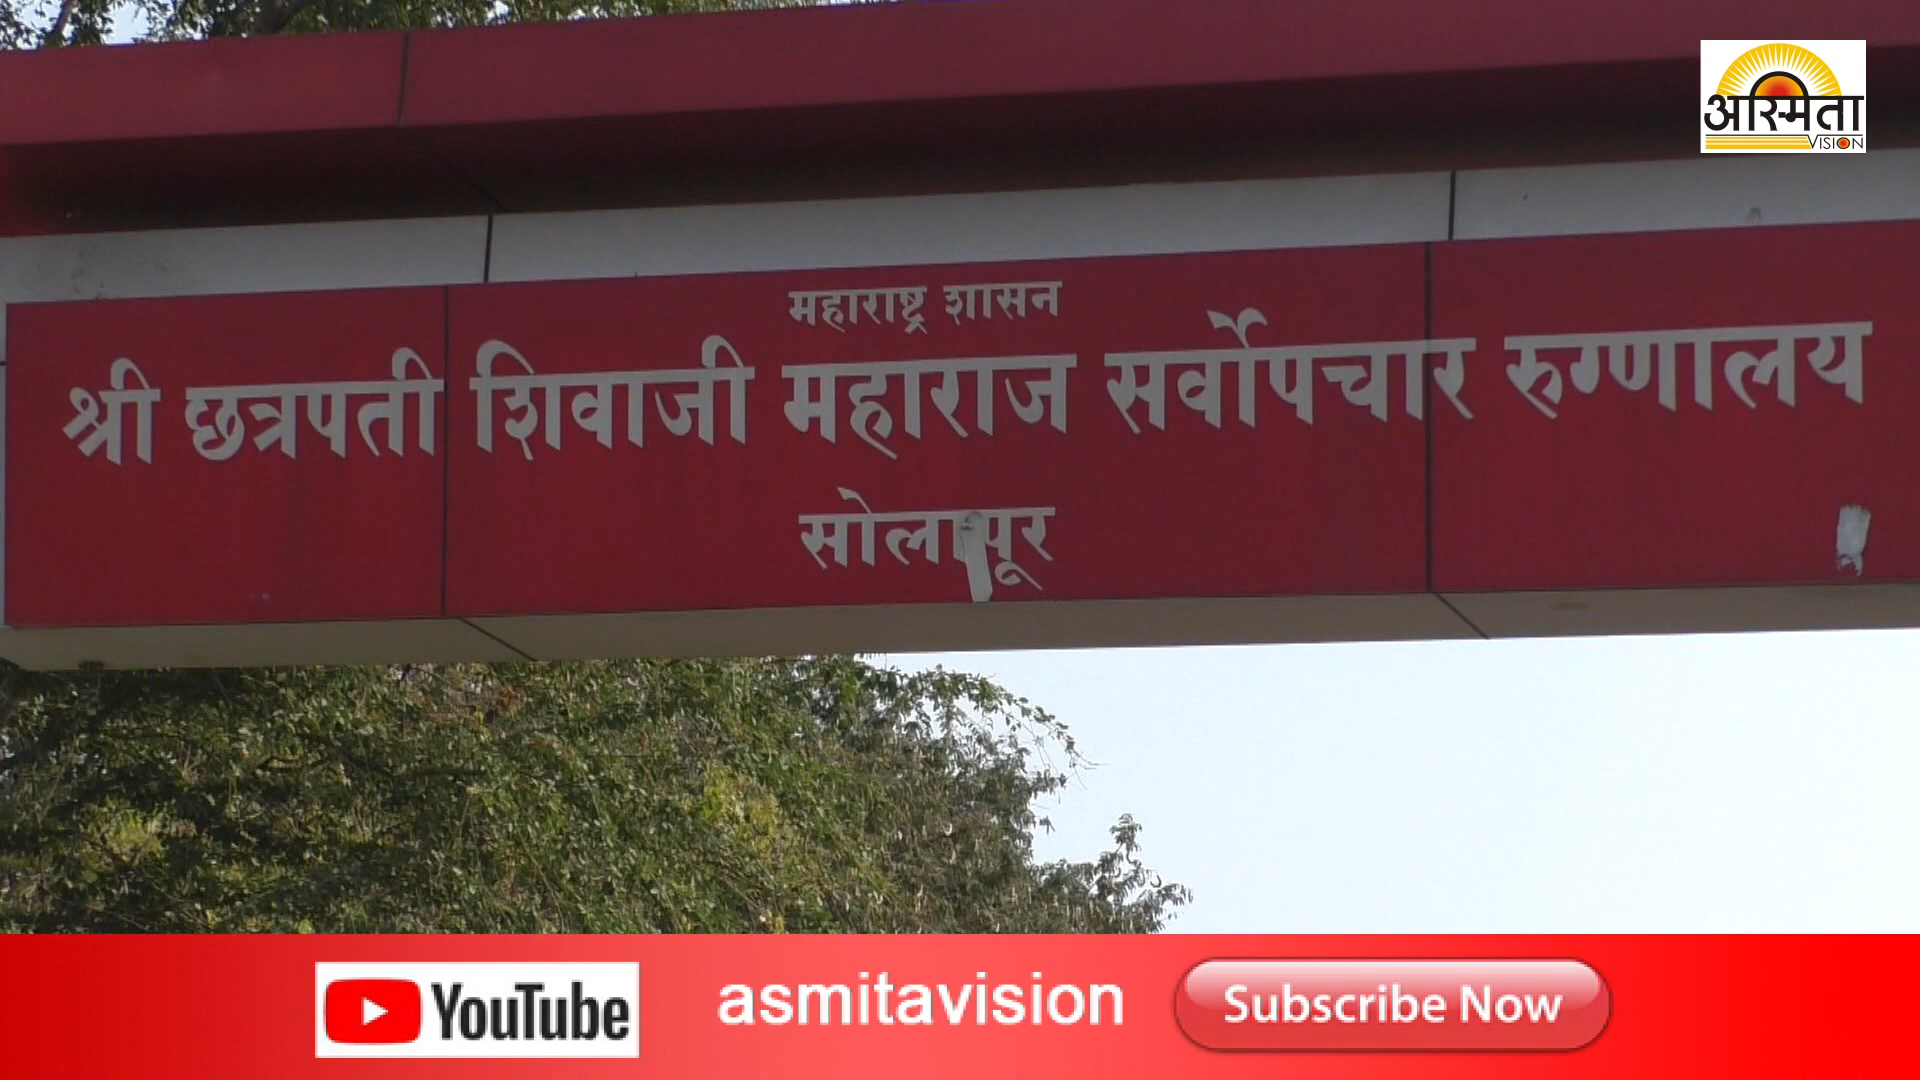 अस्मिता
VISION
महाराष्ट्र शासन
श्री छत्रपती शिवाजी महाराज सर्वोपचार रुग्णालय
सोलापूर
YouTube asmitavision Subscribe Now